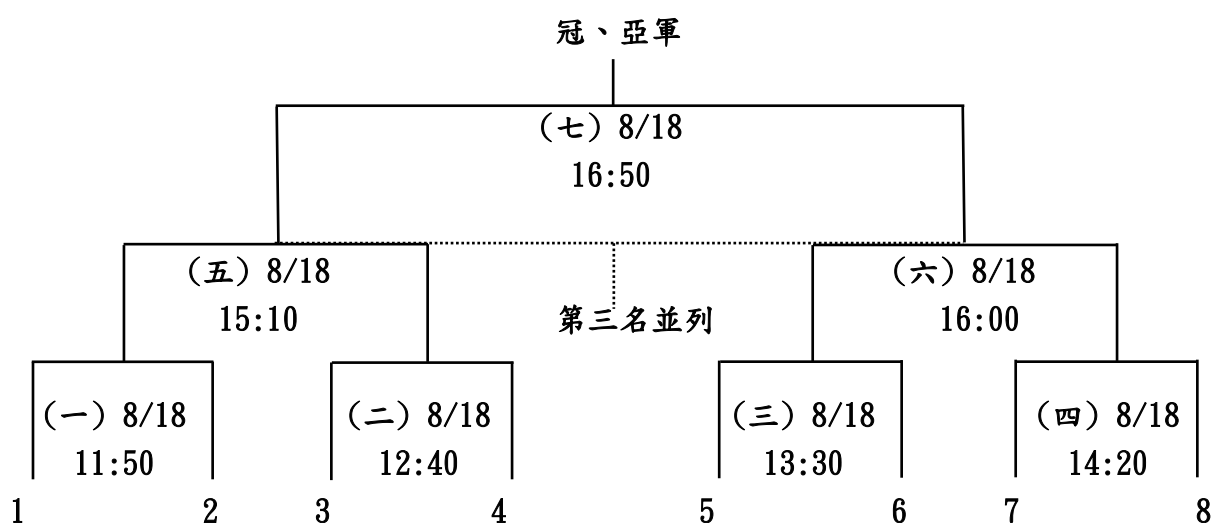 冠、亞軍
（七）8/18
16:50
（五）8/18
15:10
（六）8/18
16:00
第三名並列
（一）8/18
11:50
（二）8/18
12:40
（三）8/18
13:30
（四）8/18
14:20
1 2 3 4 5 6 7 8